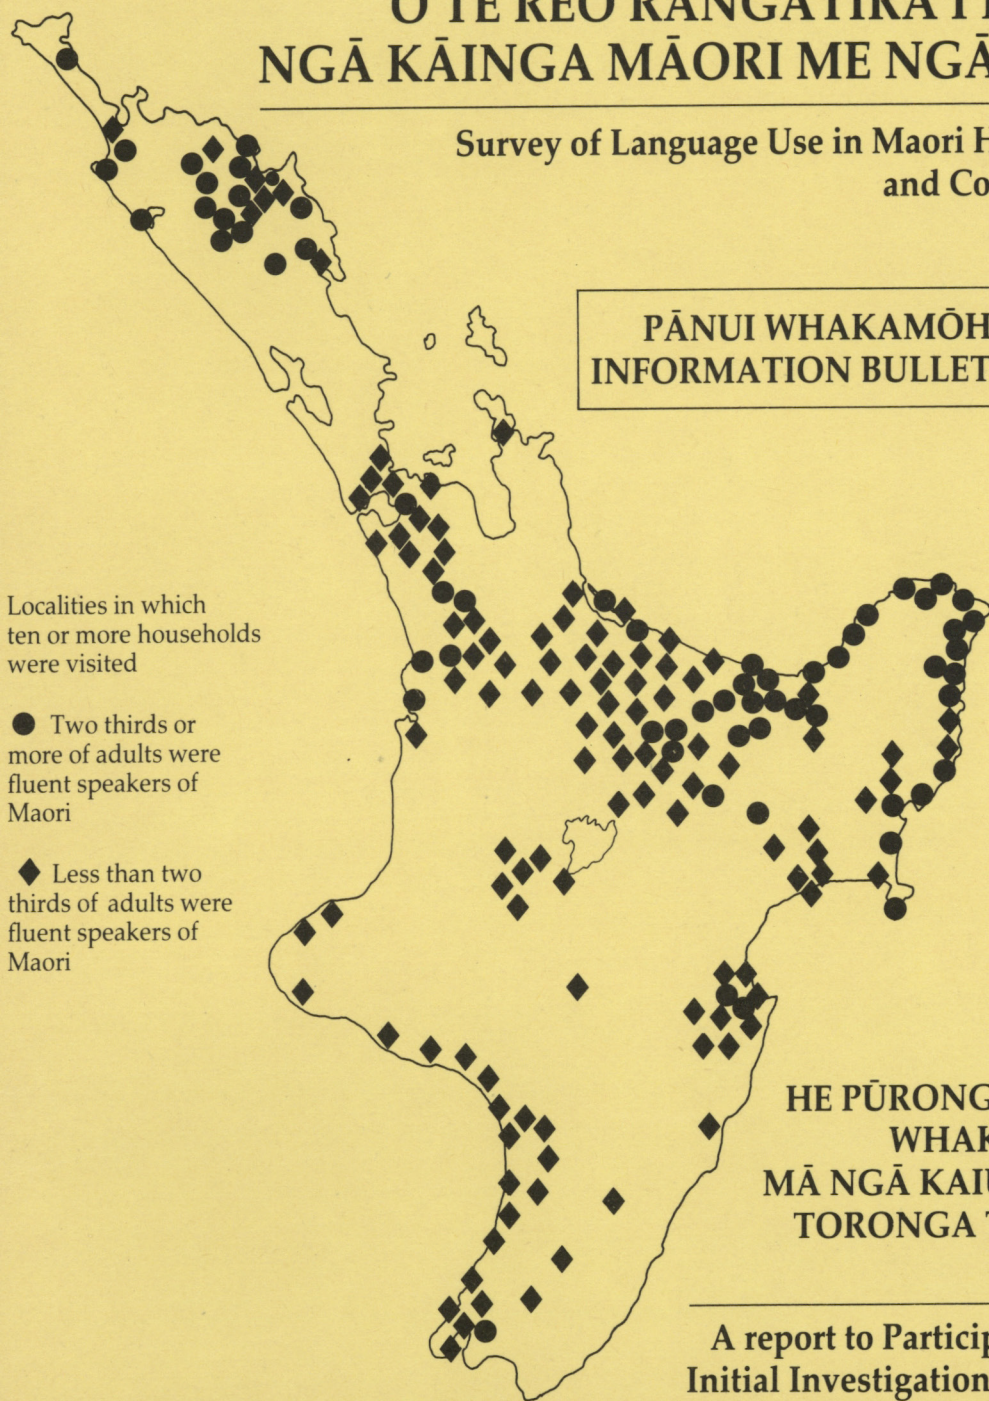 O TE REO RANGATIRA I
NGĀ KĀINGA MĀORI ME NGĀ
Survey of Language Use in Maori H
and Co
PĀNUI WHAKAMŌH
INFORMATION BULLET
Localities in which
ten or more households
were visited
Two thirds or
more of adults were
fluent speakers of
Maori
Less than two
thirds of adults were
fluent speakers of
Maori
HE PŪRONG
WHAK
MĀ NGĀ KAIU
TORONGA T
A report to Particip
Initial Investigation